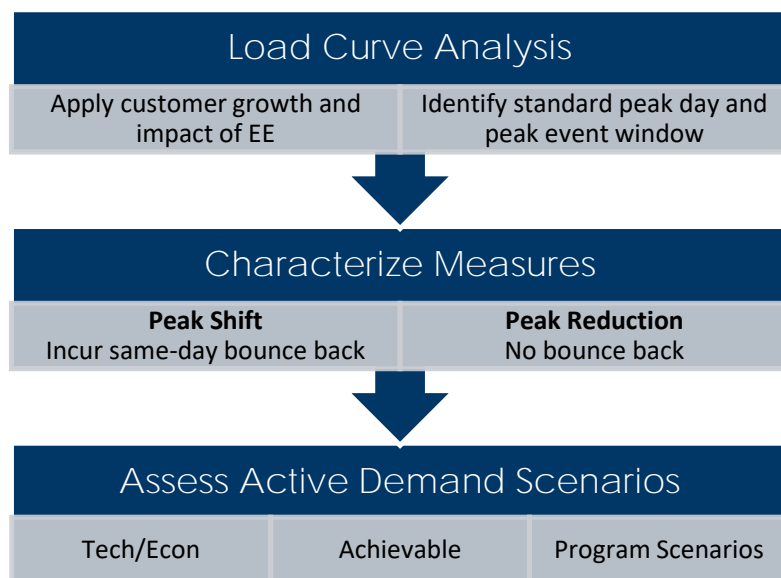 Load Curve Analysis
Apply customer growth and
impact of EE
Identify standard peak day and
peak event window
Characterize Measures
Peak Shift
Incur same-day bounce back
Peak Reduction
No bounce back
Assess Active Demand Scenarios
Tech/Econ
Achievable
Program Scenarios